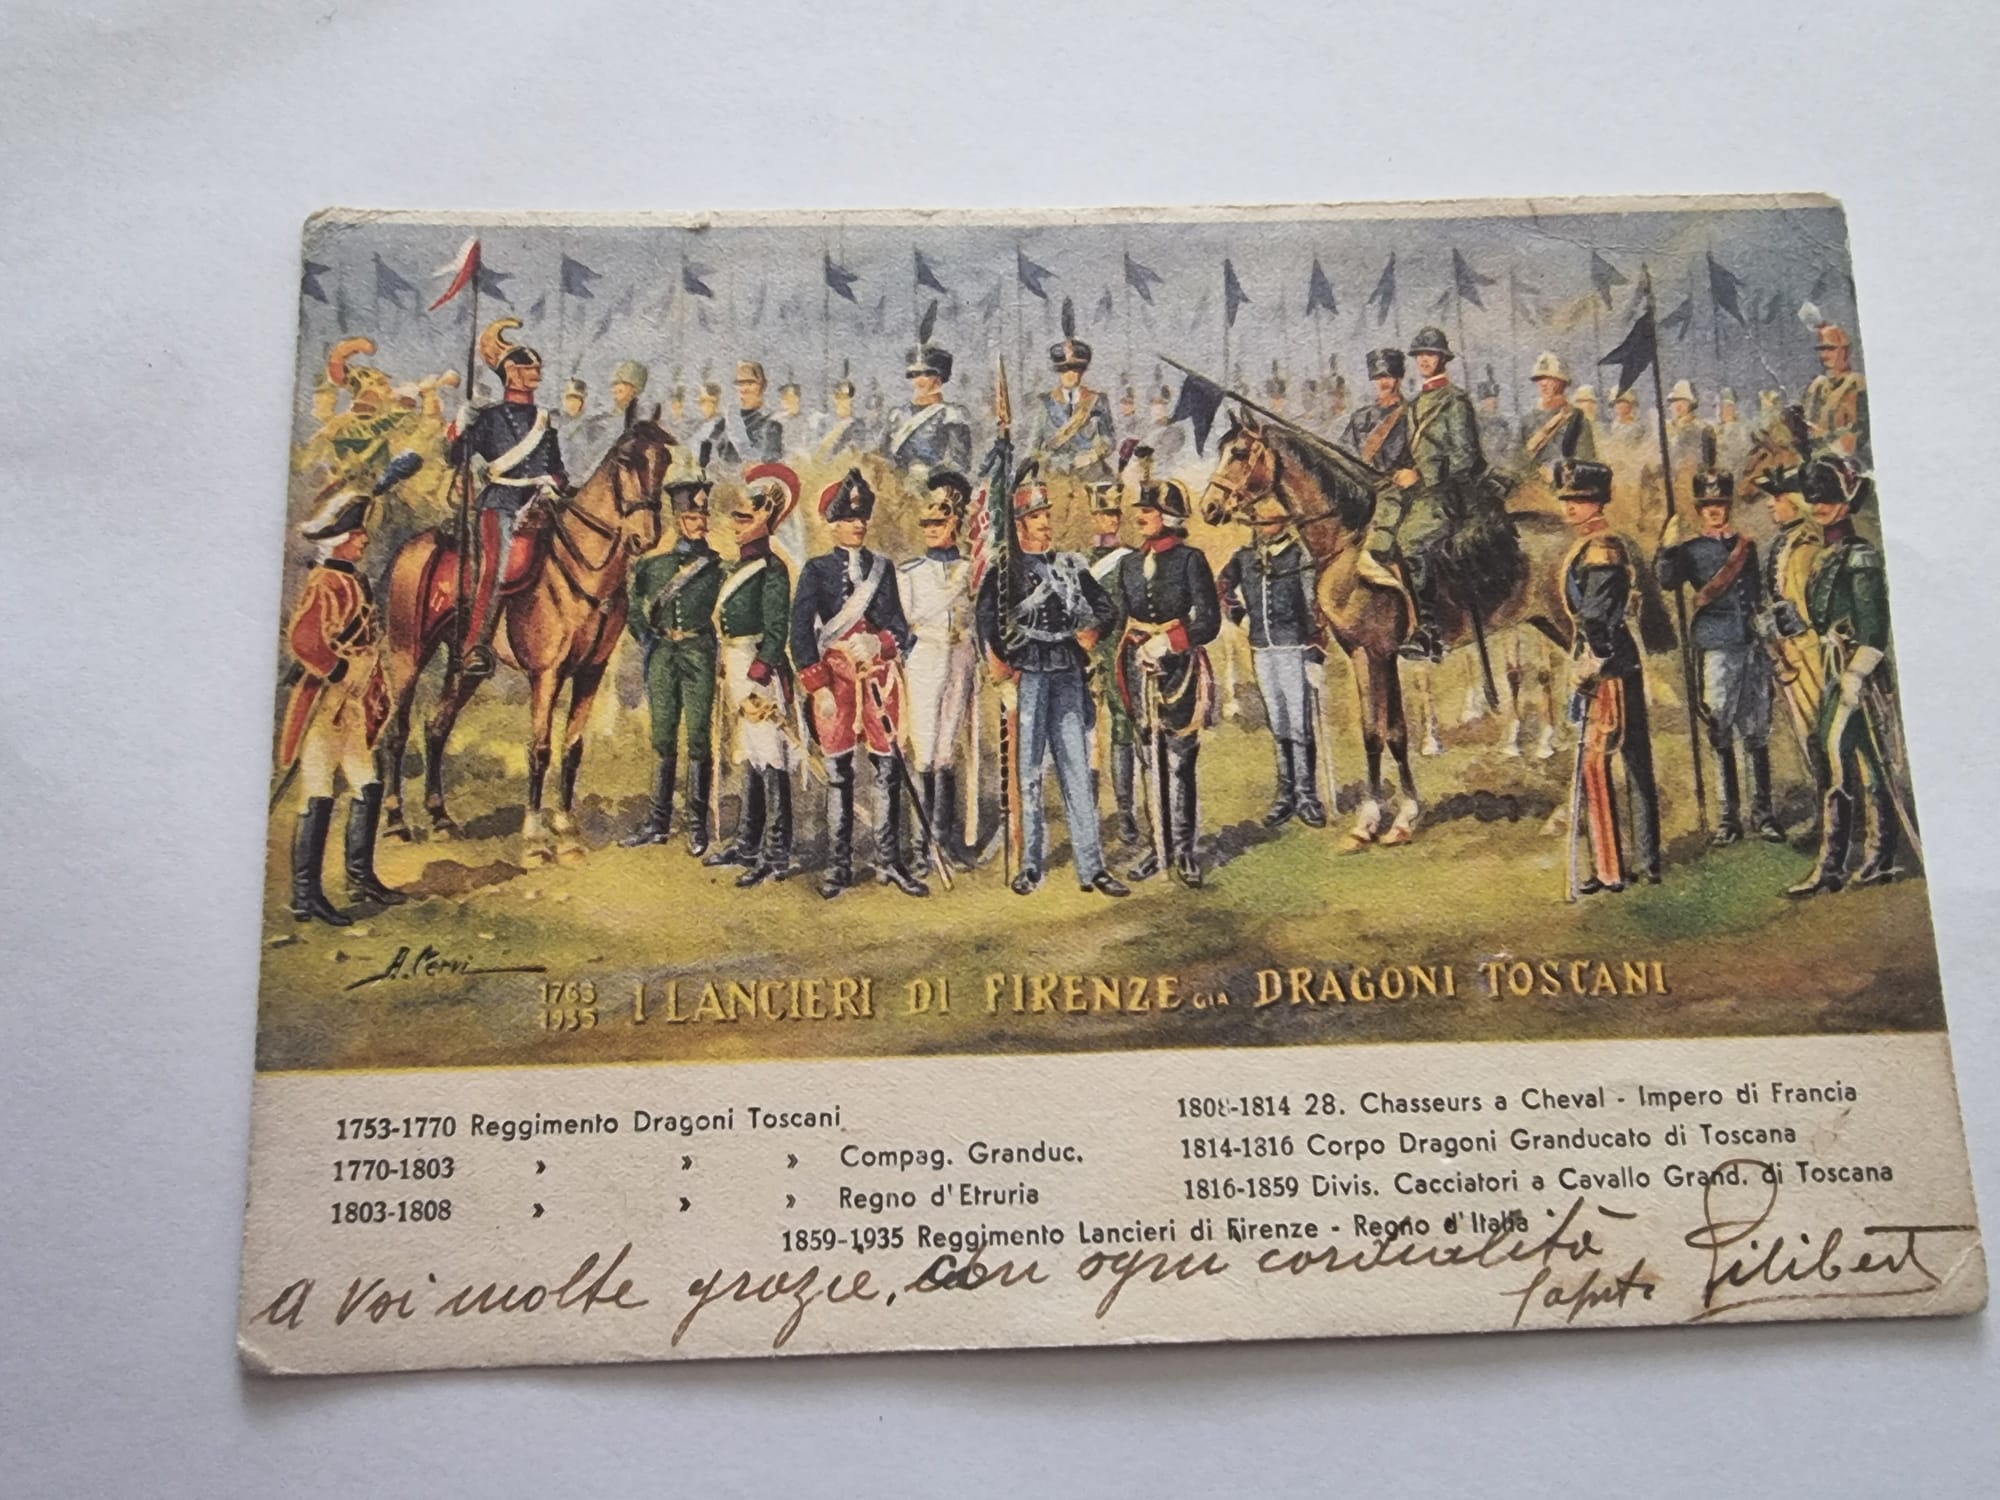 A. Cervi
1753
1935 I LANCIERI DI FIRENZE GIA DRAGONI TOSCANI
1753-1770 Reggimento Dragoni Toscani
1770-1803 » » » Compag. Granduc.
1803-1808 » » » Regno d'Etruria
1808-1814 28. Chasseurs a Cheval - Impero di Francia
1814-1816 Corpo Dragoni Granducato di Toscana
1816-1859 Divis. Cacciatori a Cavallo Grand. di Toscana
1859-1935 Reggimento Lancieri di Firenze - Regno d'Italia
a voi molte grazie, con ogni cordialità